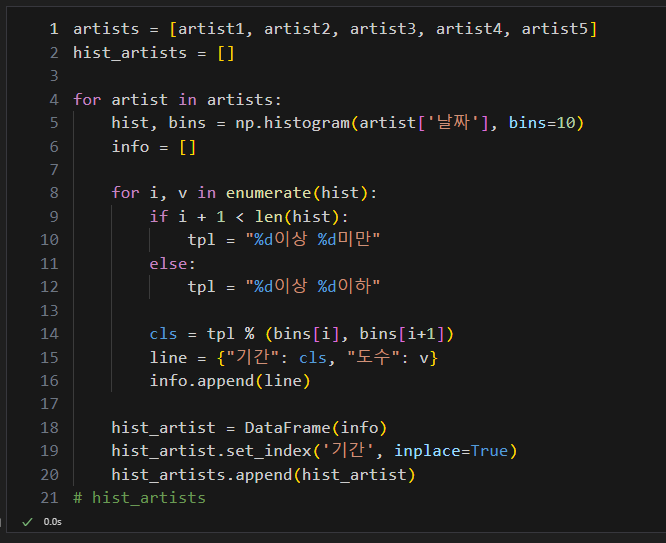 1 artists = [artist1, artist2, artist3, artist4, artist5]
2 hist_artists = []
3
4 for artist in artists:
5     hist, bins = np.histogram(artist['날짜'], bins=10)
6     info = []
7
8     for i, v in enumerate(hist):
9         if i + 1 < len(hist):
10             tpl = "%d이상 %d미만"
11         else:
12             tpl = "%d이상 %d이하"
13
14         cls = tpl % (bins[i], bins[i+1])
15         line = {"기간": cls, "도수": v}
16         info.append(line)
17
18     hist_artist = DataFrame(info)
19     hist_artist.set_index('기간', inplace=True)
20     hist_artists.append(hist_artist)
21 # hist_artists
✓ 0.0s